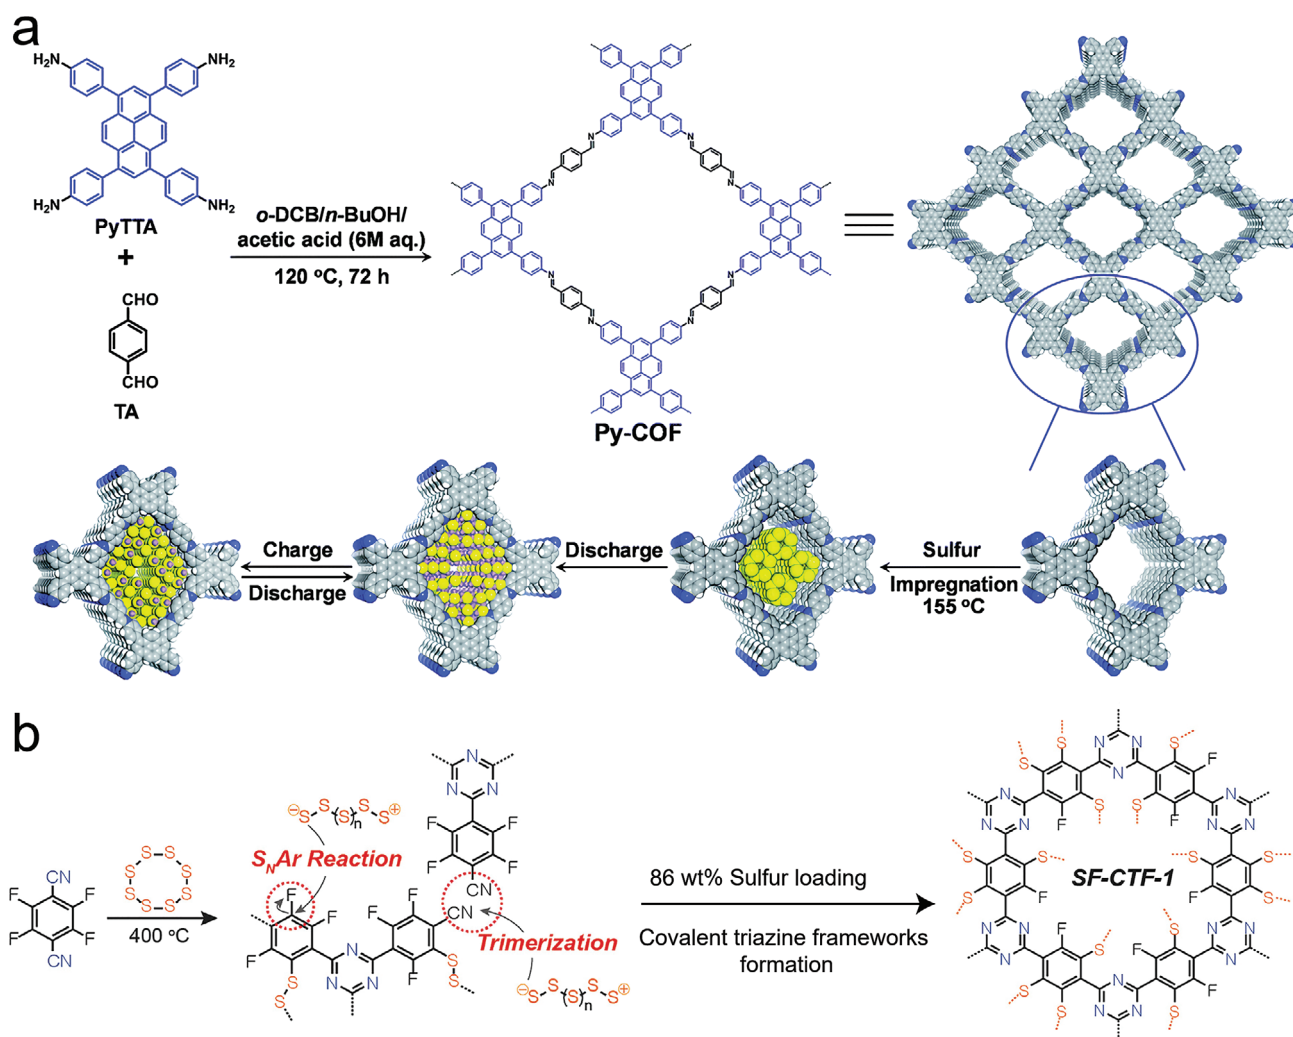 a
H₂N
NH₂
H₂N
NH₂
PyTTA
+
CHO
CHO
TA
o-DCB/n-BuOH/
acetic acid (6M aq.)
120 °C, 72 h
N
N
N
N
N
N
N
N
Py-COF
Charge
Discharge
Discharge
Sulfur
Impregnation
155 °C
b
CN
F
F
F
F
CN
S
S
S
S
S
S
S
S
400 °C
⊖S S (S)n S S⊕
SNAr Reaction
F
F
F
F
N
N
N
S
S
F
F
F
S
S
CN
CN
F
F
F
F
N
N
N
Trimerization
⊖S S (S)n S S⊕
86 wt% Sulfur loading
Covalent triazine frameworks
formation
SF-CTF-1